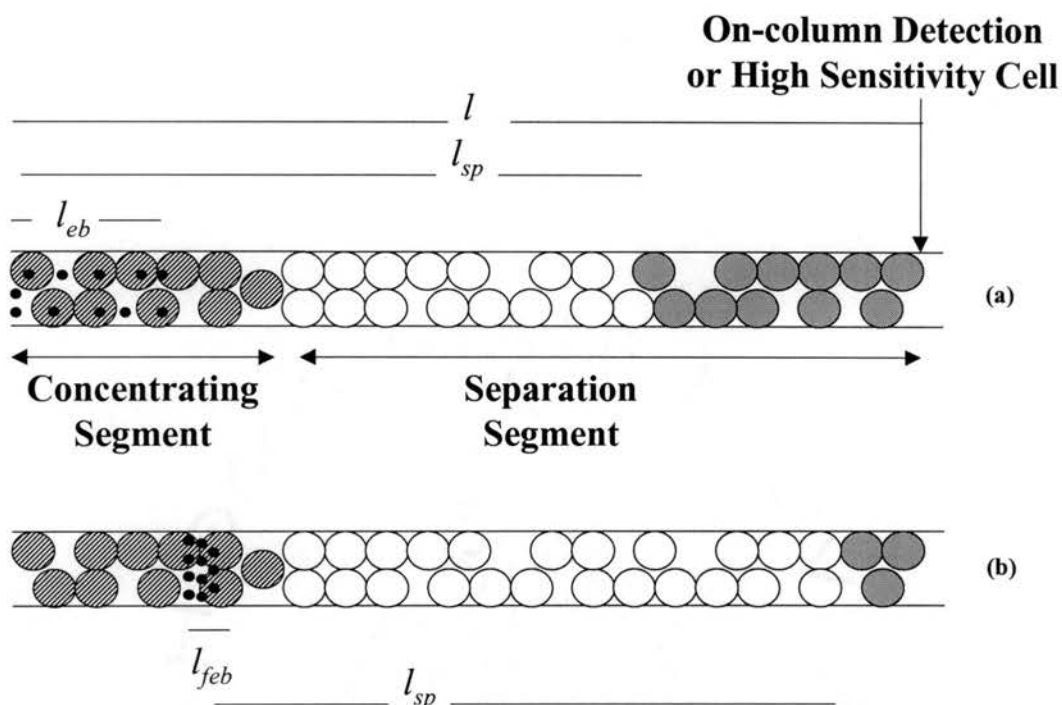 On-column Detection
or High Sensitivity Cell
l
l_sp
l_eb
(a)
Concentrating
Segment
Separation
Segment
(b)
l_feb
l_sp